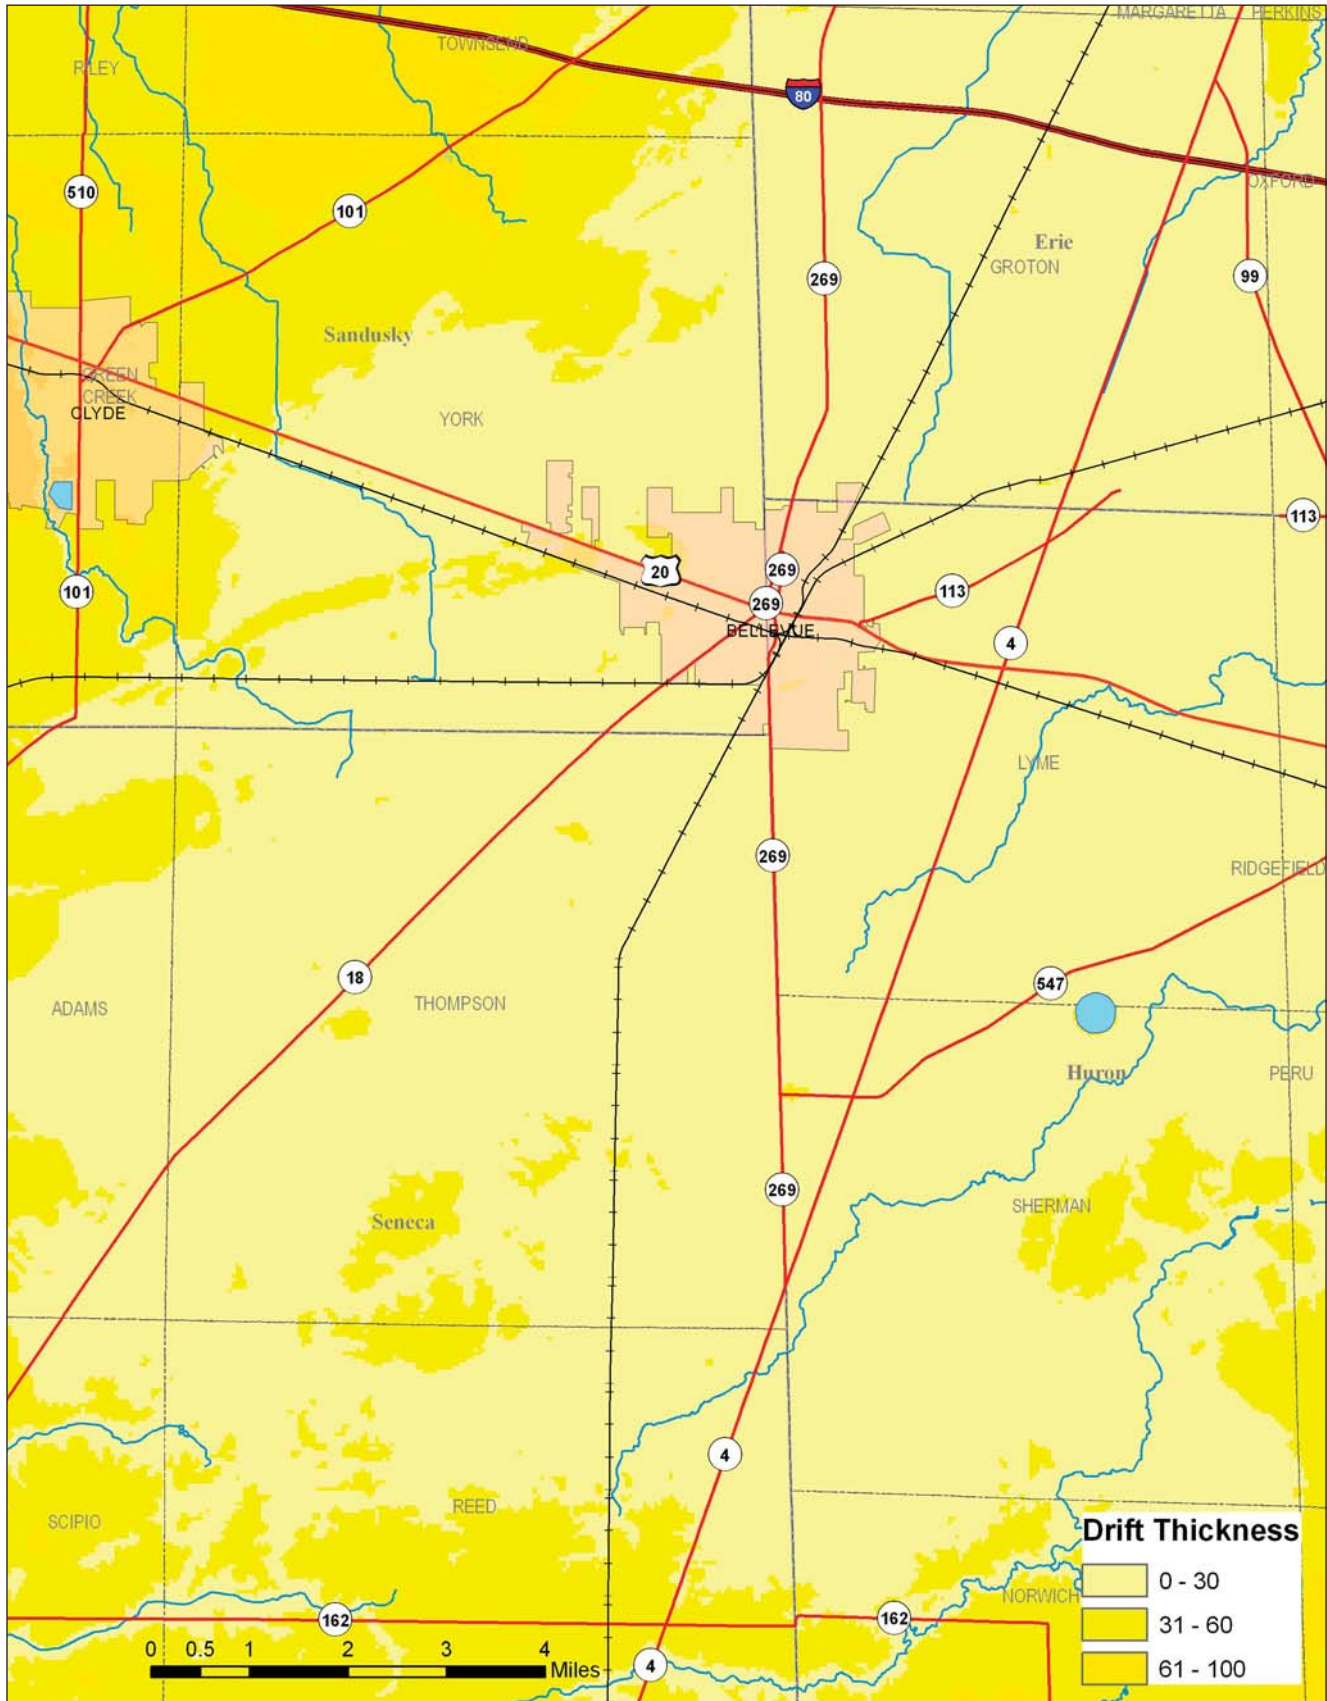 MARGARETTA
PERKINS
TOWNSEND
RILEY
80
510
OXFORD
101
Erie
GROTON
269
99
Sandusky
GREEN
CREEK
CLYDE
YORK
113
20
269
101
269
113
BELLEVUE
4
LYME
269
RIDGEFIELD
18
547
ADAMS
THOMPSON
Huron
PERU
269
SHERMAN
Seneca
4
REED
SCIPIO
Drift Thickness
0 - 30
31 - 60
61 - 100
NORWICH
162
162
0 0.5 1 2 3 4
Miles
4